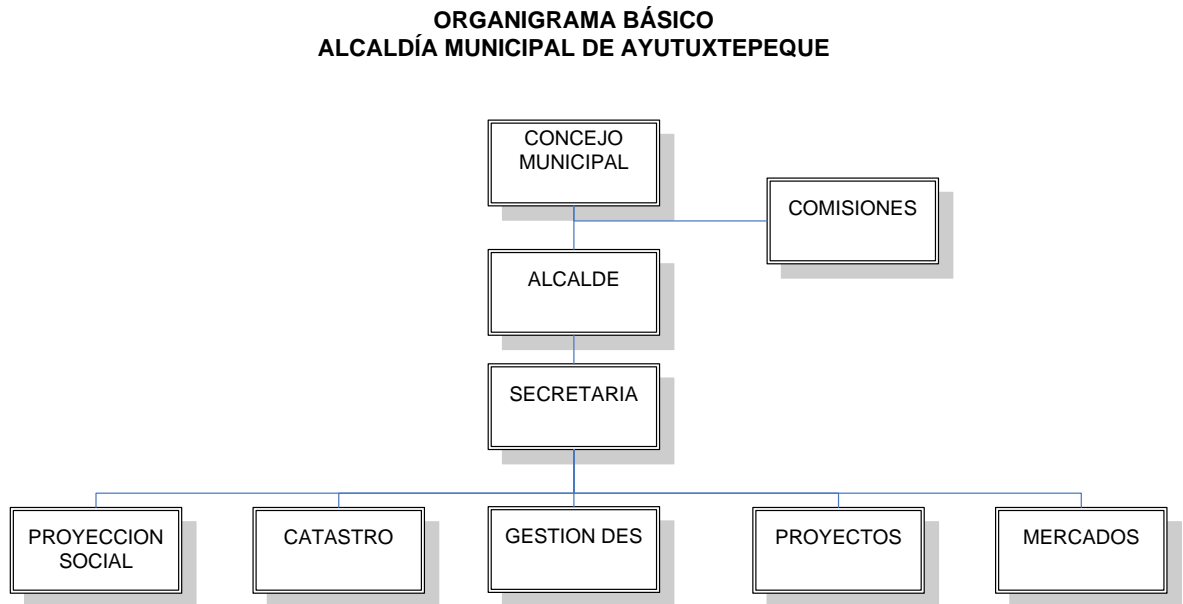 ORGANIGRAMA BÁSICO
ALCALDÍA MUNICIPAL DE AYUTUXTEPEQUE
CONCEJO
MUNICIPAL
COMISIONES
ALCALDE
SECRETARIA
PROYECCION
SOCIAL
CATASTRO
GESTION DES
PROYECTOS
MERCADOS